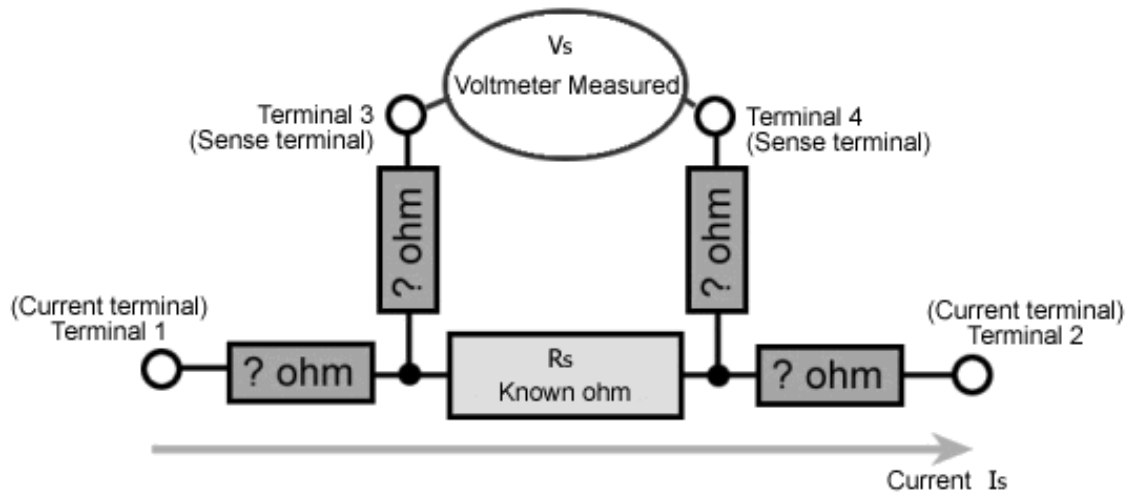 Vs
Voltmeter Measured
Terminal 3
(Sense terminal)
Terminal 4
(Sense terminal)
? ohm
? ohm
(Current terminal)
Terminal 1
(Current terminal)
Terminal 2
? ohm
Rs
Known ohm
? ohm
Current Is